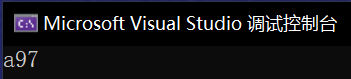 C:\ Microsoft Visual Studio 调试控制台
a97